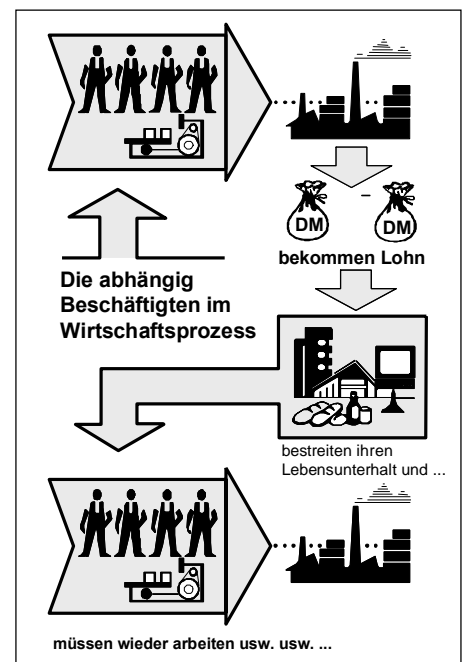 DM
–
DM
bekommen Lohn
Die abhängig
Beschäftigten im
Wirtschaftsprozess
bestreiten ihren
Lebensunterhalt und ...
müssen wieder arbeiten usw. usw. ...